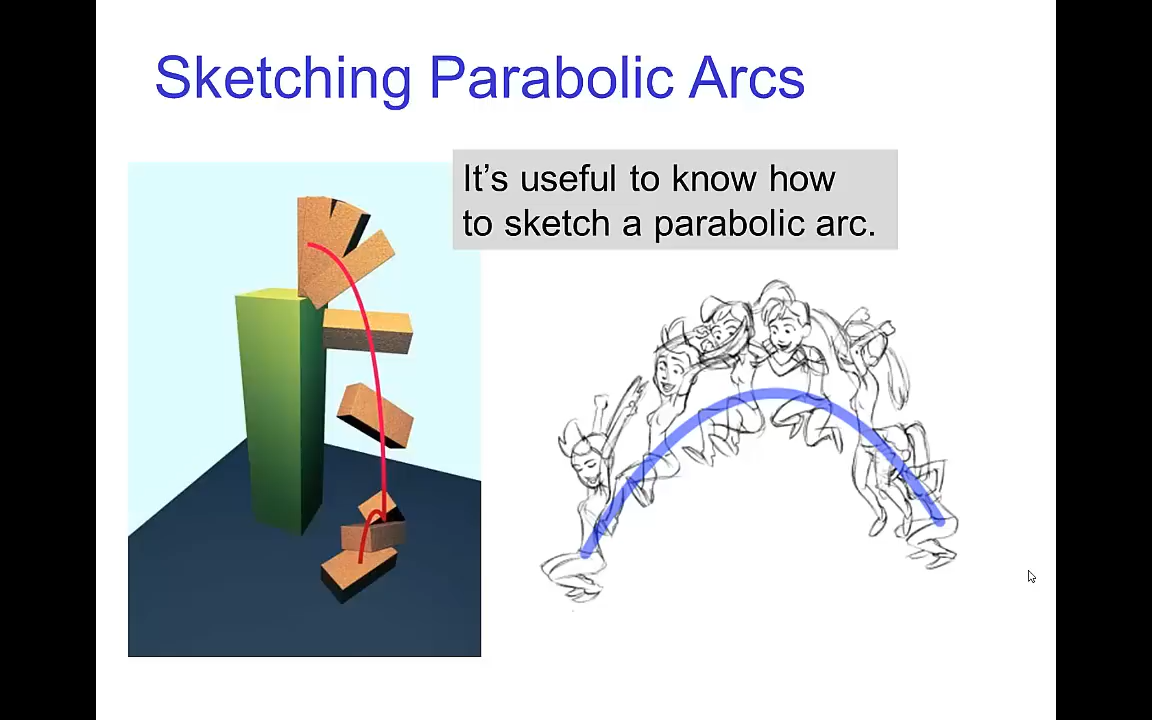 Sketching Parabolic Arcs
It's useful to know how
to sketch a parabolic arc.